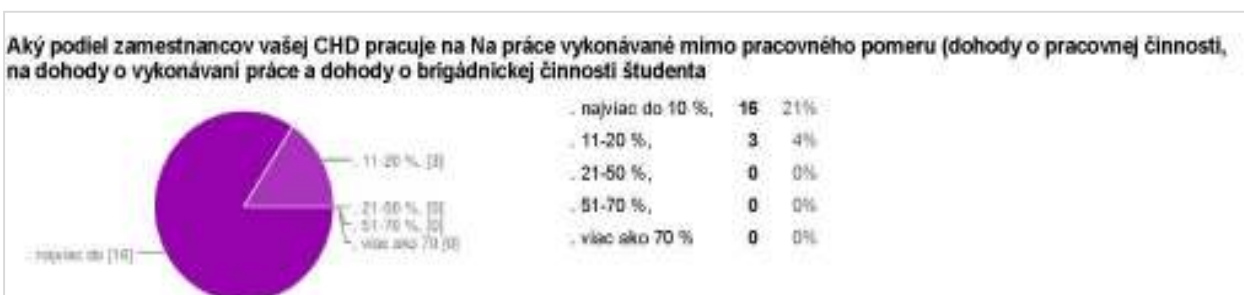 Aký podiel zamestnancov vašej CHD pracuje na Na práce vykonávané mimo pracovného pomeru (dohody o pracovnej činnosti,
na dohody o vykonávaní práce a dohody o brigádnickej činnosti študenta
. najviac do 10 %, 16 21%
. 11-20 %, 3 4%
. 21-50 %, 0 0%
. 51-70 %, 0 0%
. viac ako 70 % 0 0%
. 11-20 %, [3]
. 21-50 %, [0]
. 51-70 %, [0]
. viac ako 70 [0]
. najviac do [16]